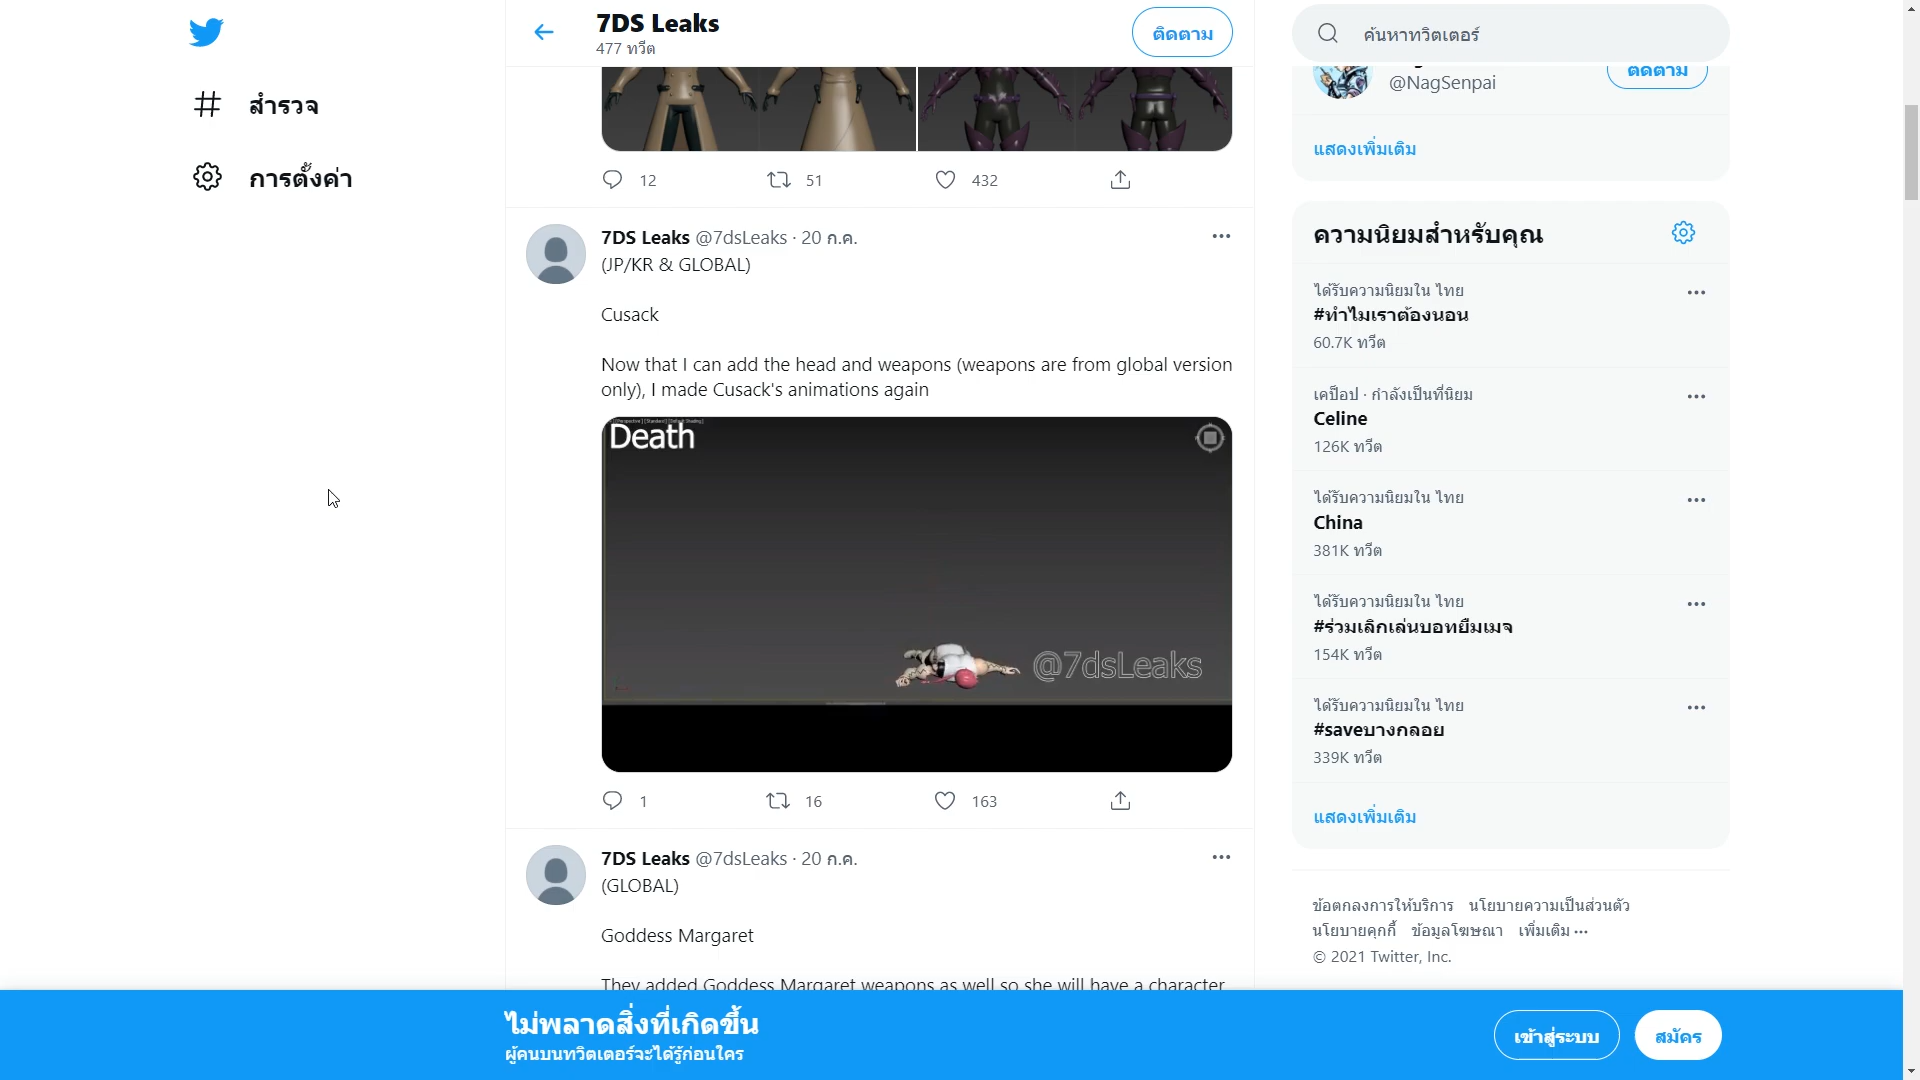 7DS Leaks
477 ทวีต
ติดตาม
ค้นหาทวิตเตอร์
สำรวจ
การตั้งค่า
12
51
432
7DS Leaks @7dsLeaks · 20 ก.ค.
(JP/KR & GLOBAL)
Cusack
Now that I can add the head and weapons (weapons are from global version
only), I made Cusack's animations again
Death
@7dsLeaks
1
16
163
7DS Leaks @7dsLeaks · 20 ก.ค.
(GLOBAL)
Goddess Margaret
They added Goddess Margaret weapons as well so she will have a character
@NagSenpai
ติดตาม
แสดงเพิ่มเติม
ความนิยมสำหรับคุณ
ได้รับความนิยมใน ไทย
#ทำไมเราต้องนอน
60.7K ทวีต
เคป๊อป · กำลังเป็นที่นิยม
Celine
126K ทวีต
ได้รับความนิยมใน ไทย
China
381K ทวีต
ได้รับความนิยมใน ไทย
#ร่วมเลิกเล่นบอทยืมเมจ
154K ทวีต
ได้รับความนิยมใน ไทย
#saveบางกลอย
339K ทวีต
แสดงเพิ่มเติม
ข้อตกลงการให้บริการ นโยบายความเป็นส่วนตัว
นโยบายคุกกี้ ข้อมูลโฆษณา เพิ่มเติม ···
© 2021 Twitter, Inc.
ไม่พลาดสิ่งที่เกิดขึ้น
ผู้คนบนทวิตเตอร์จะได้รู้ก่อนใคร
เข้าสู่ระบบ
สมัคร